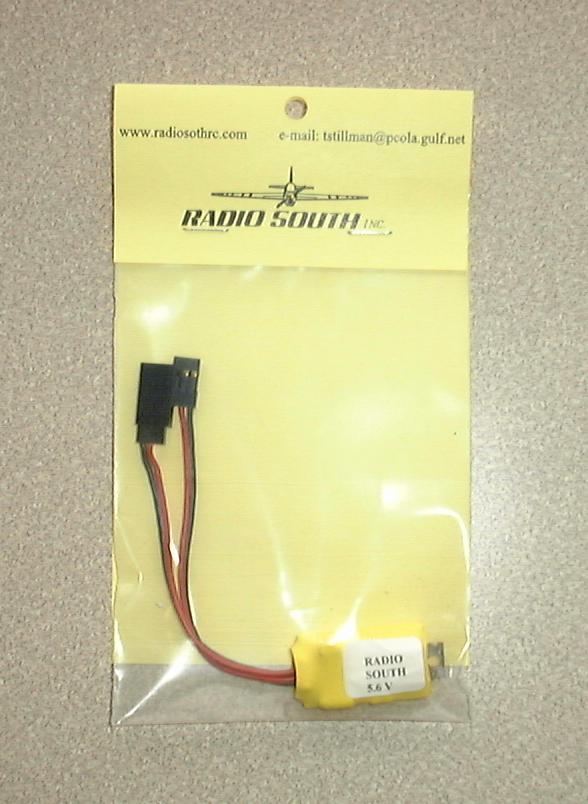 www.radiosothrc.com e-mail: tstillman@pcola.gulf.net
RADIO SOUTH INC.
RADIO
SOUTH
5.6 V